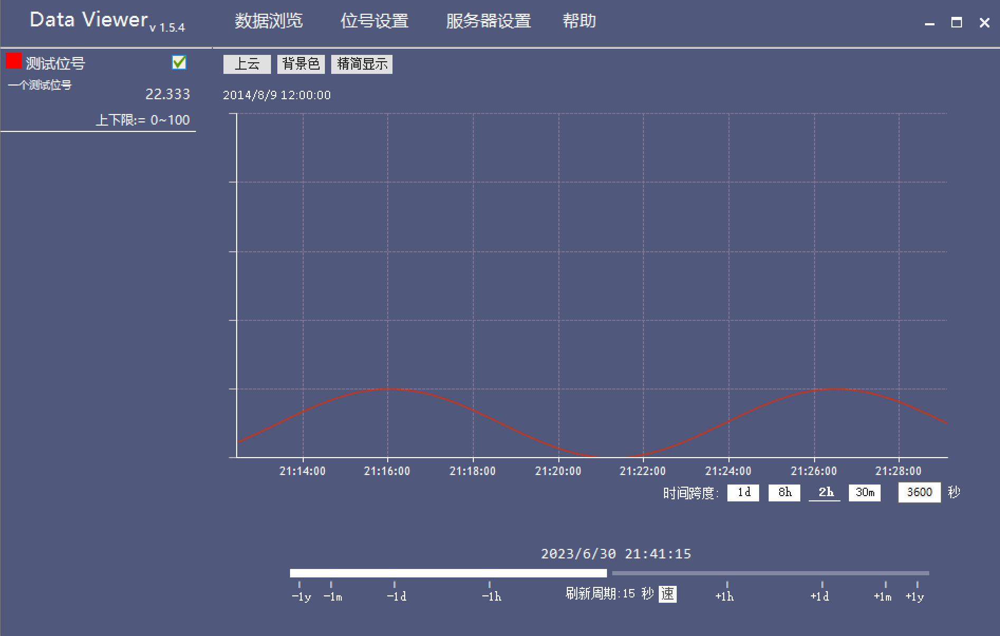 Data Viewer v 1.5.4 数据浏览 位号设置 服务器设置 帮助
测试位号
一个测试位号
22.333
上下限:= 0~100
上云 背景色 精简显示
2014/8/9 12:00:00
21:14:00 21:16:00 21:18:00 21:20:00 21:22:00 21:24:00 21:26:00 21:28:00
时间跨度: 1d 8h 2h 30m 3600 秒
2023/6/30 21:41:15
-1y -1m -1d -1h 刷新周期:15 秒 速 +1h +1d +1m +1y